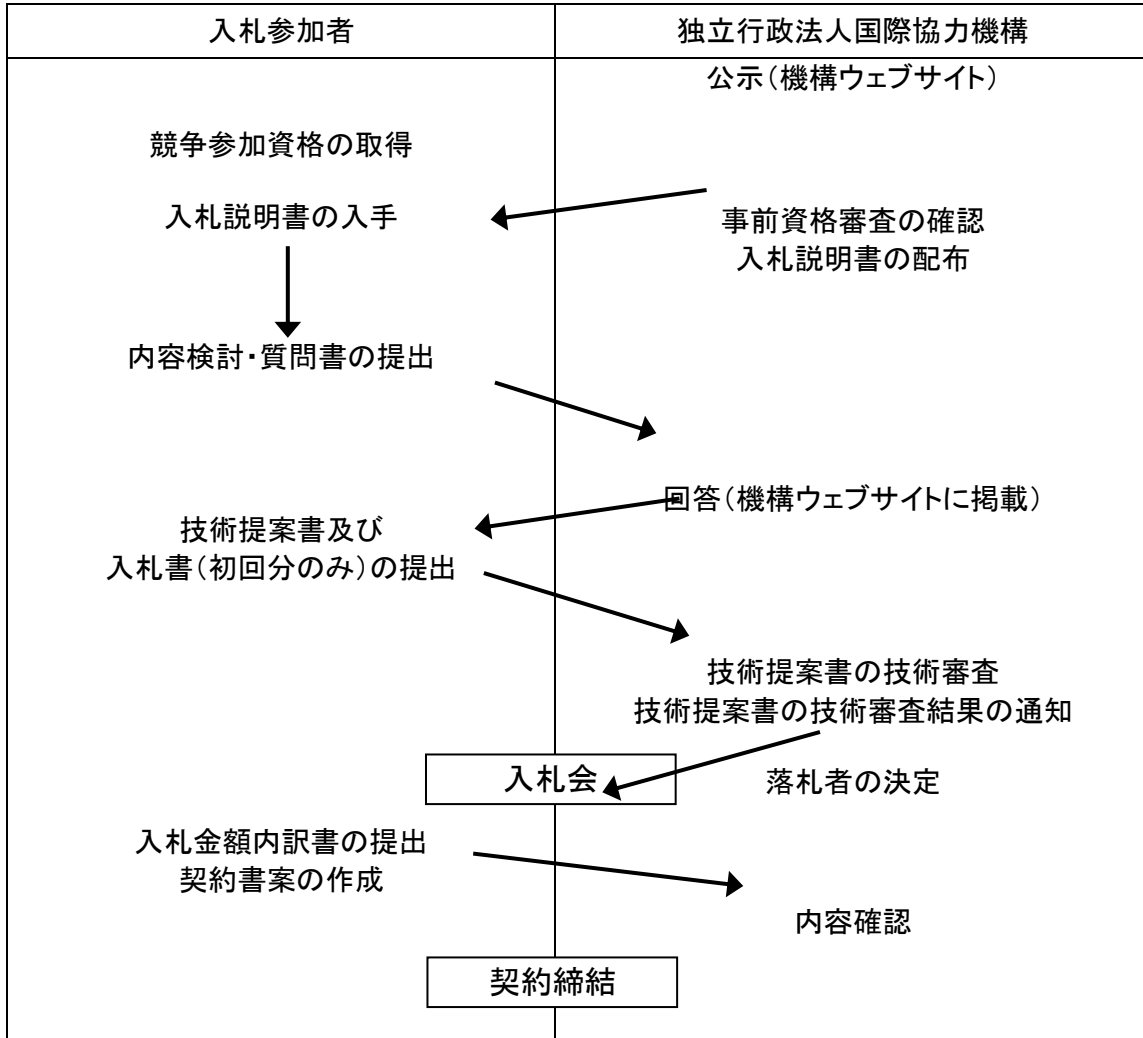 入札参加者
独立行政法人国際協力機構
公示(機構ウェブサイト)
競争参加資格の取得
入札説明書の入手
事前資格審査の確認
入札説明書の配布
内容検討・質問書の提出
回答(機構ウェブサイトに掲載)
技術提案書及び
入札書(初回分のみ)の提出
技術提案書の技術審査
技術提案書の技術審査結果の通知
入札会
落札者の決定
入札金額内訳書の提出
契約書案の作成
内容確認
契約締結